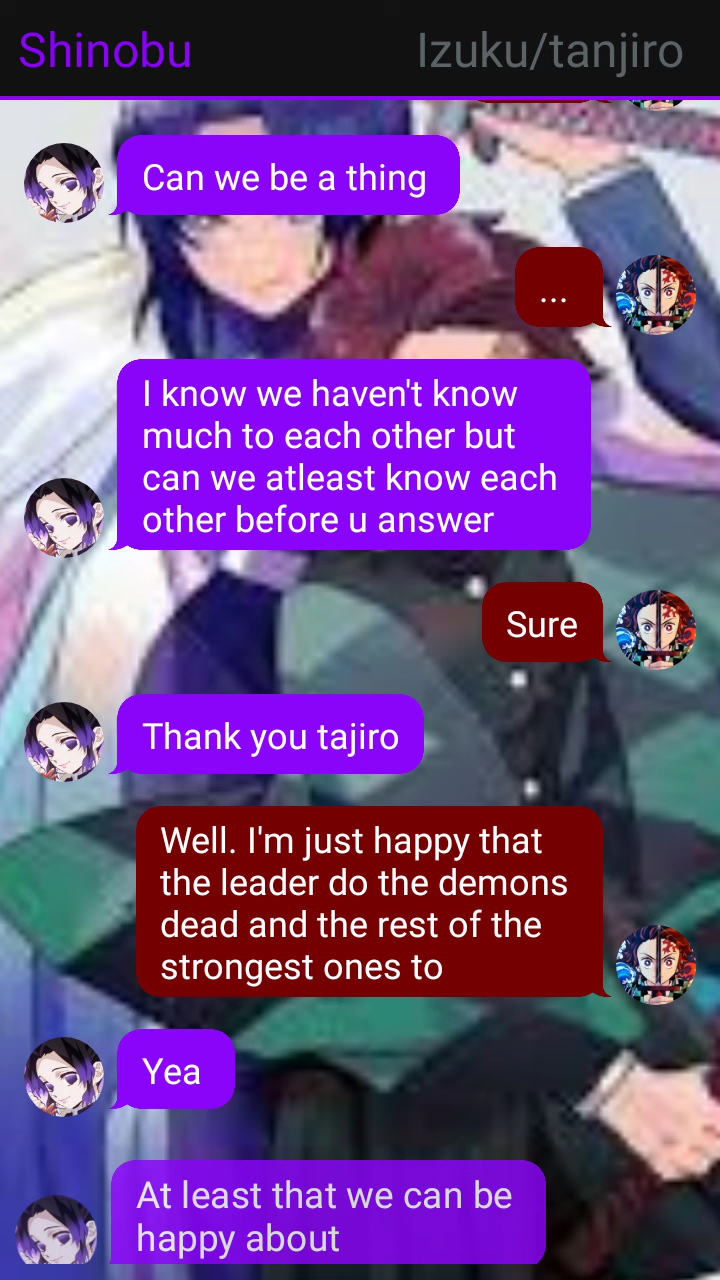 Shinobu Izuku/tanjiro
Can we be a thing
...
I know we haven't know
much to each other but
can we atleast know each
other before u answer
Sure
Thank you tajiro
Well. I'm just happy that
the leader do the demons
dead and the rest of the
strongest ones to
Yea
At least that we can be
happy about